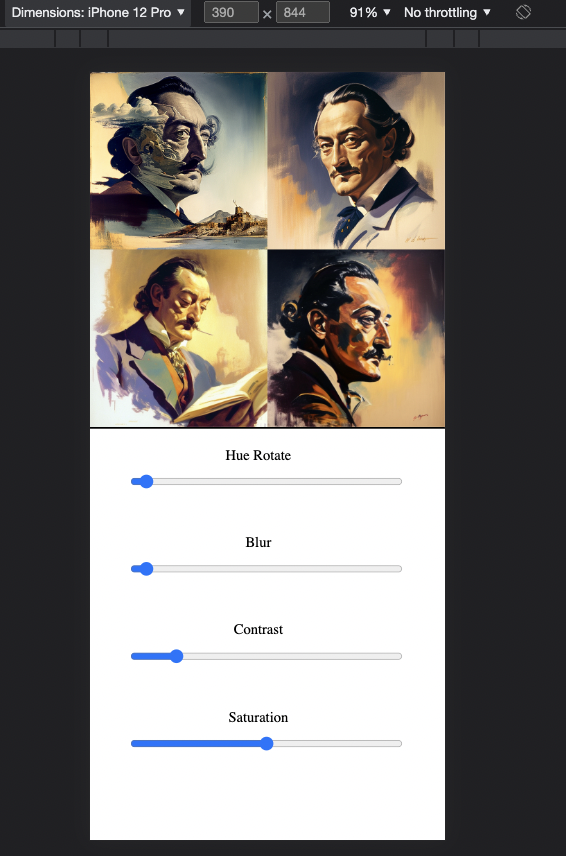 Dimensions: iPhone 12 Pro ▼ 390 × 844 91% ▼ No throttling ▼
Hue Rotate
Blur
Contrast
Saturation